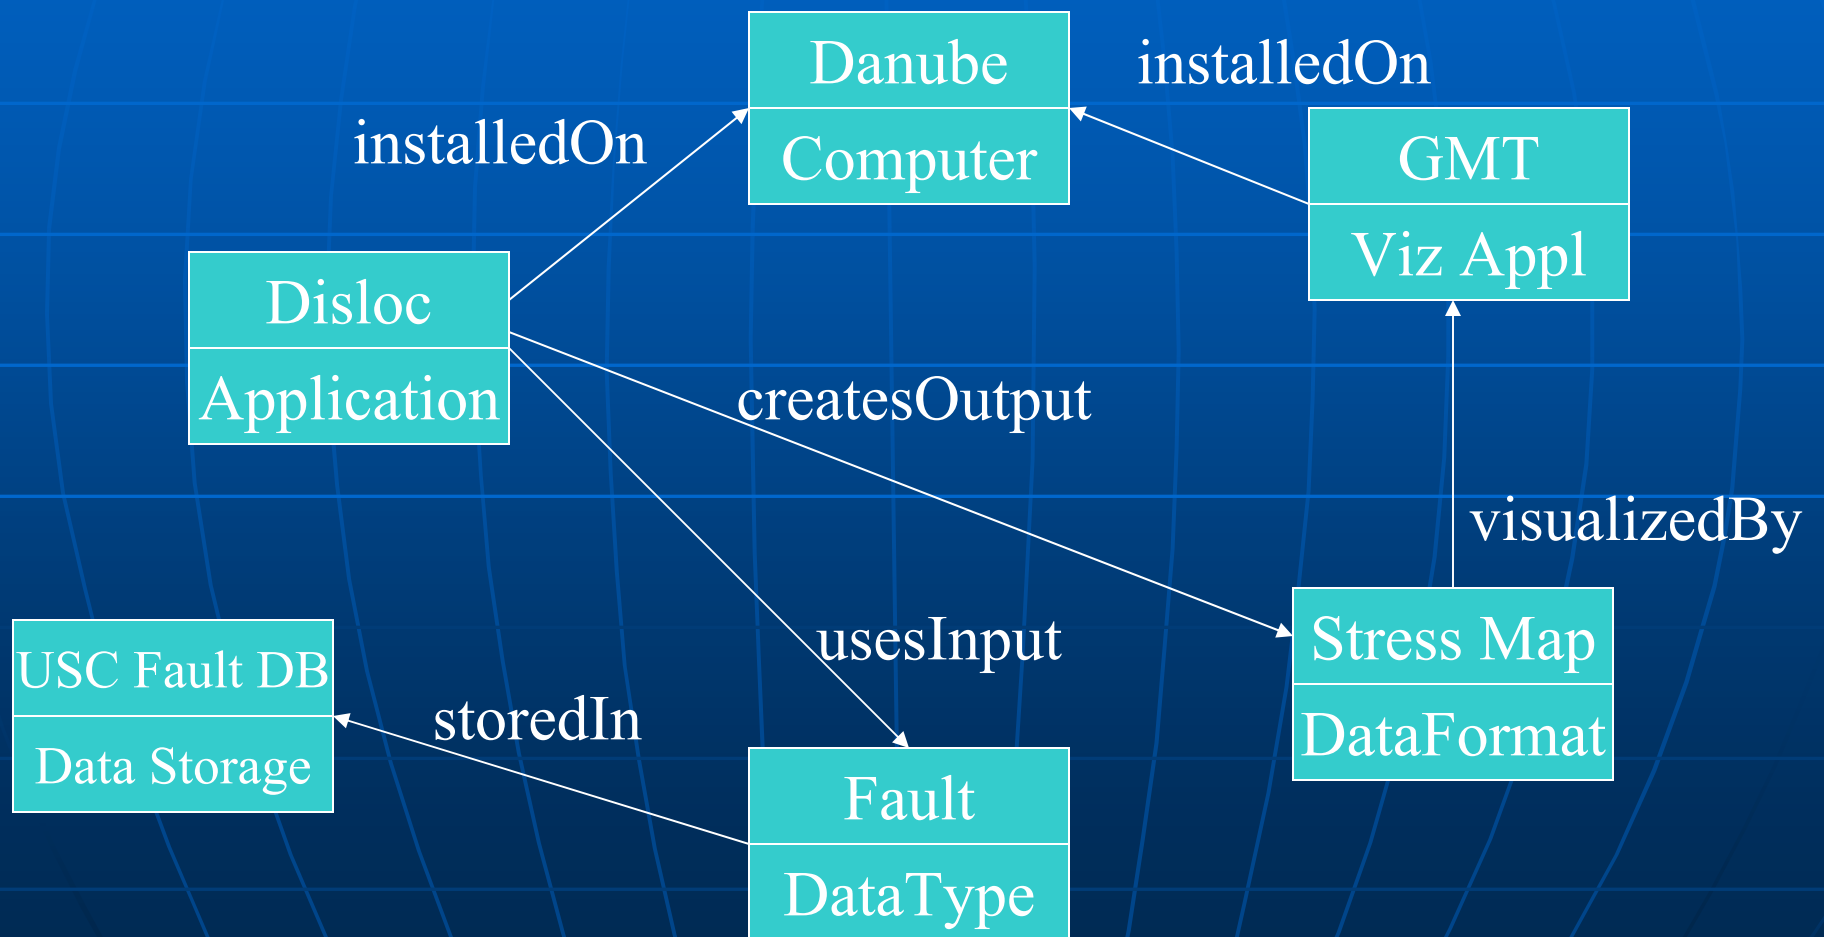 Danube
Computer
installedOn
installedOn
GMT
Viz Appl
Disloc
Application
createsOutput
visualizedBy
usesInput
Stress Map
DataFormat
USC Fault DB
Data Storage
storedIn
Fault
DataType